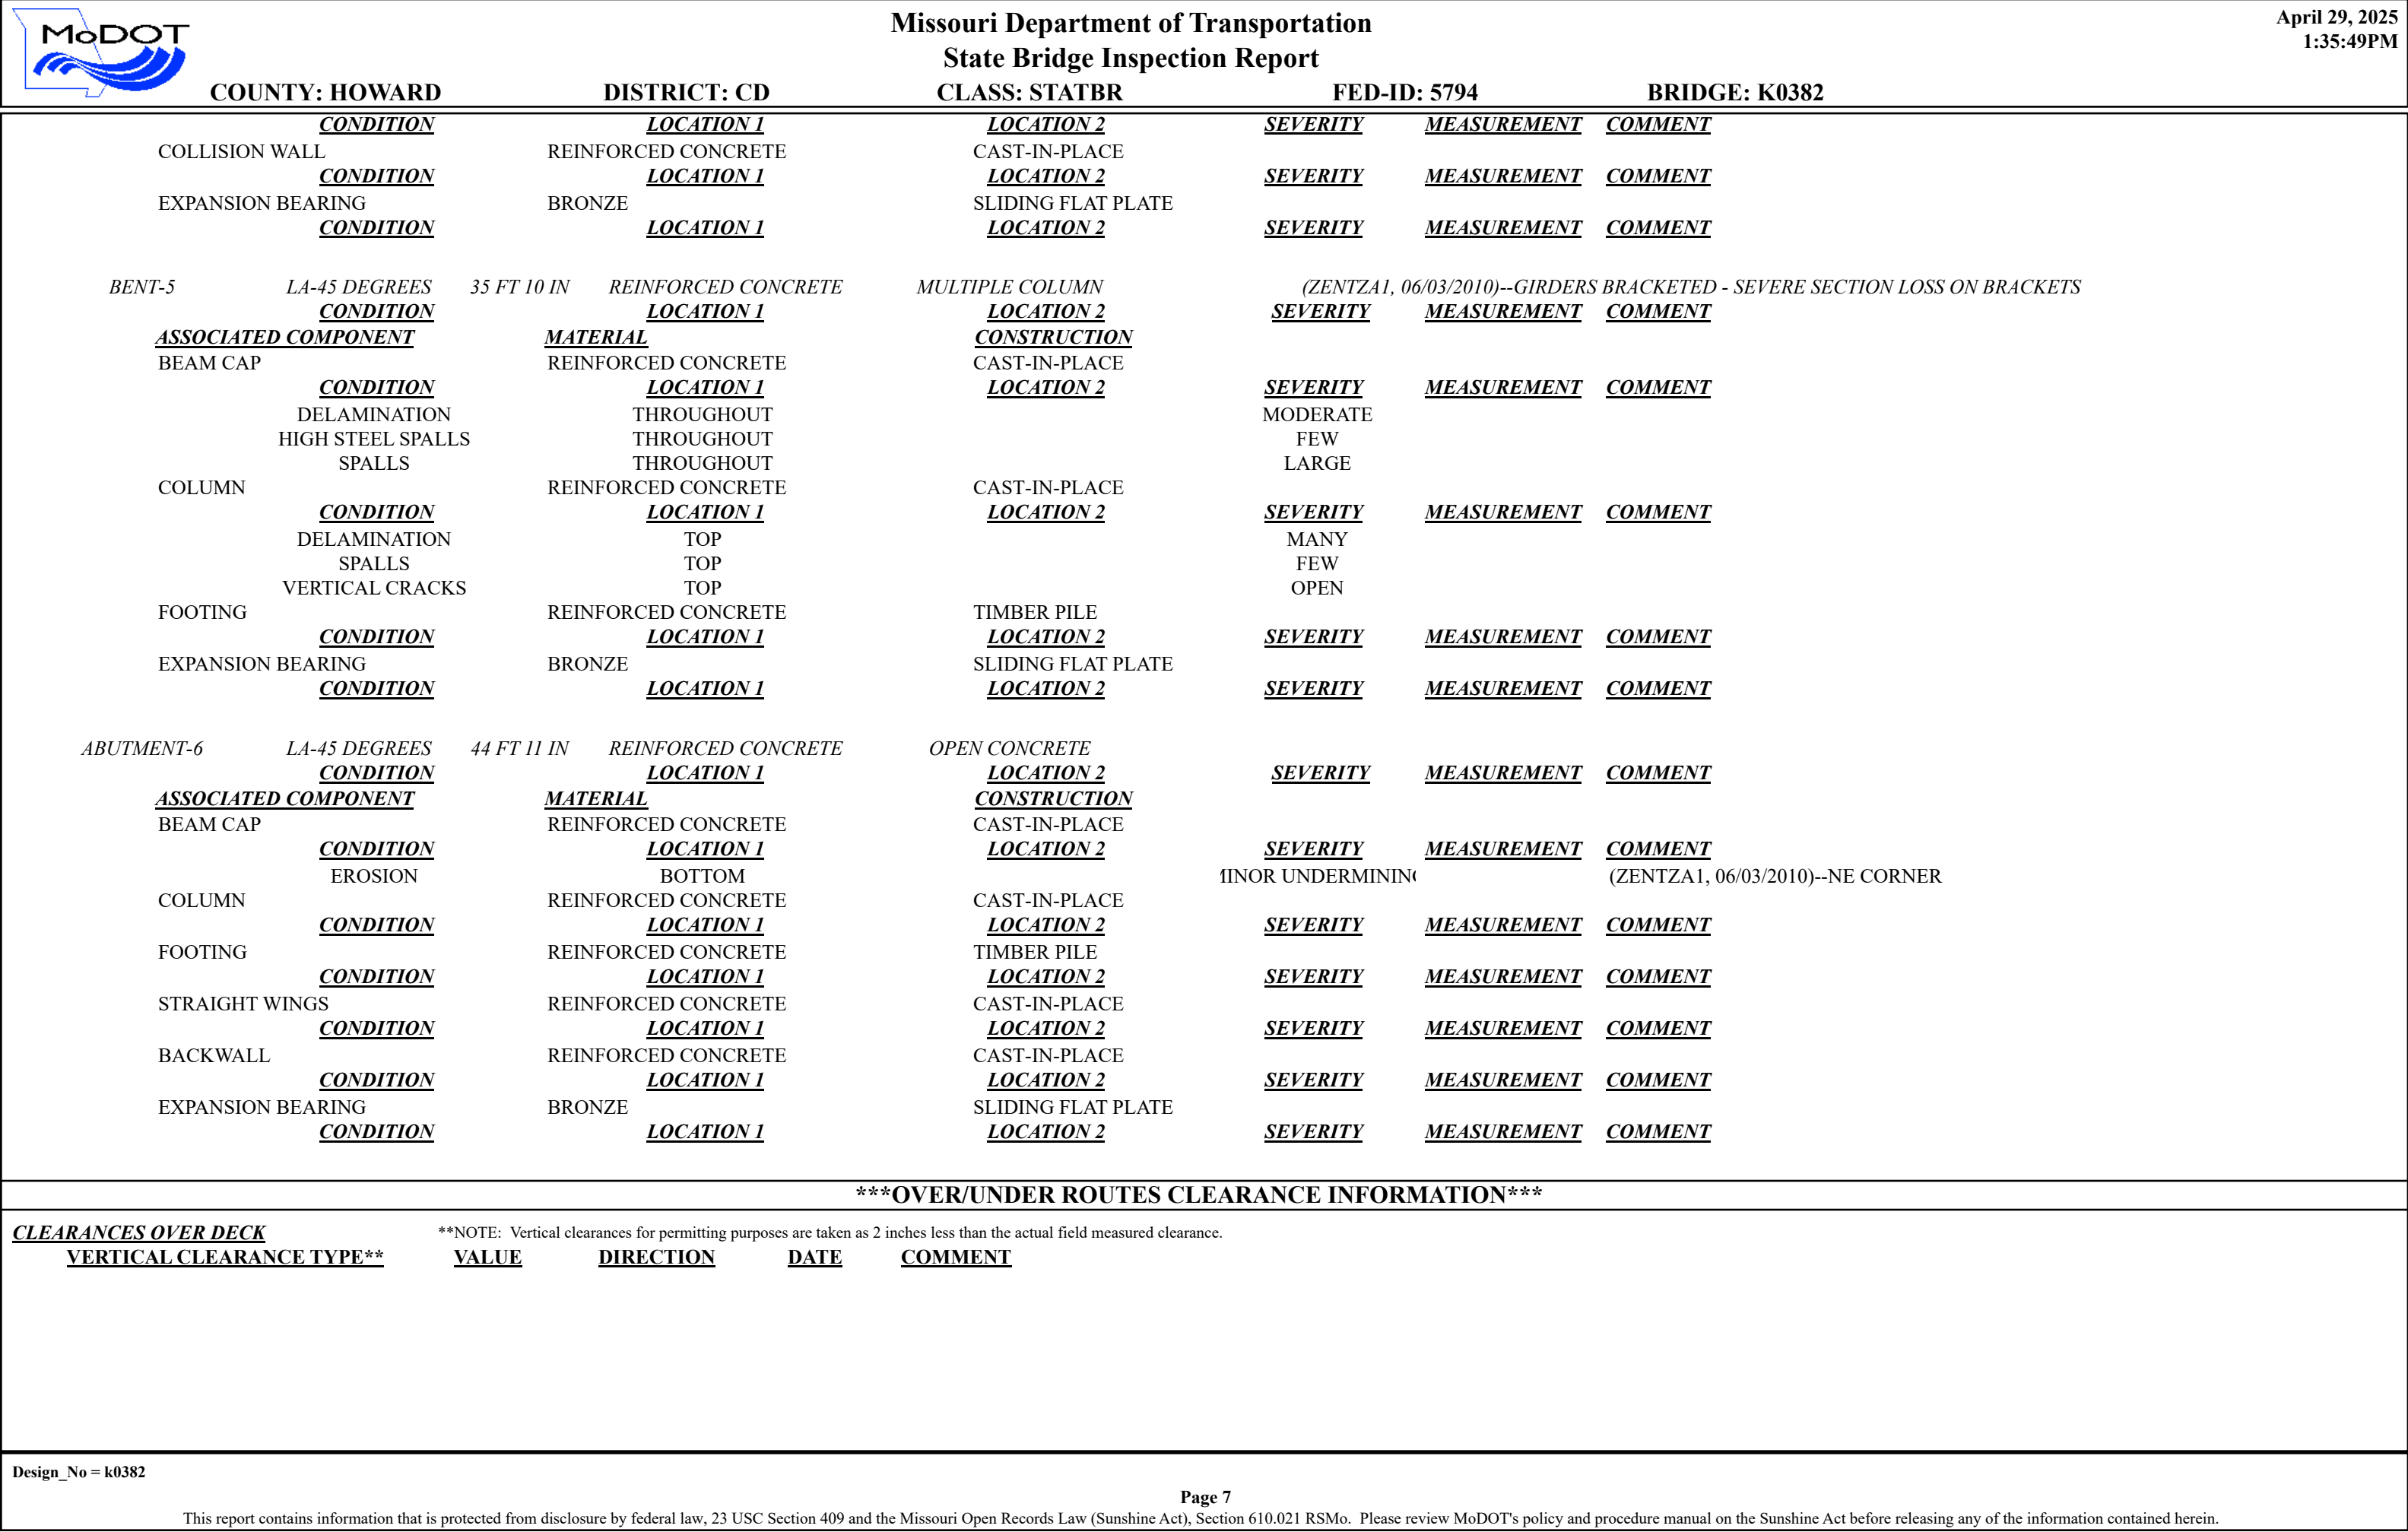 MoDOT
Missouri Department of Transportation
State Bridge Inspection Report
April 29, 2025
1:35:49PM
COUNTY: HOWARD DISTRICT: CD CLASS: STATBR FED-ID: 5794 BRIDGE: K0382
CONDITION LOCATION 1 LOCATION 2 SEVERITY MEASUREMENT COMMENT
COLLISION WALL REINFORCED CONCRETE CAST-IN-PLACE
CONDITION LOCATION 1 LOCATION 2 SEVERITY MEASUREMENT COMMENT
EXPANSION BEARING BRONZE SLIDING FLAT PLATE
CONDITION LOCATION 1 LOCATION 2 SEVERITY MEASUREMENT COMMENT
BENT-5 LA-45 DEGREES 35 FT 10 IN REINFORCED CONCRETE MULTIPLE COLUMN (ZENTZA1, 06/03/2010)--GIRDERS BRACKETED - SEVERE SECTION LOSS ON BRACKETS
CONDITION LOCATION 1 LOCATION 2 SEVERITY MEASUREMENT COMMENT
ASSOCIATED COMPONENT MATERIAL CONSTRUCTION
BEAM CAP REINFORCED CONCRETE CAST-IN-PLACE
CONDITION LOCATION 1 LOCATION 2 SEVERITY MEASUREMENT COMMENT
DELAMINATION THROUGHOUT MODERATE
HIGH STEEL SPALLS THROUGHOUT FEW
SPALLS THROUGHOUT LARGE
COLUMN REINFORCED CONCRETE CAST-IN-PLACE
CONDITION LOCATION 1 LOCATION 2 SEVERITY MEASUREMENT COMMENT
DELAMINATION TOP MANY
SPALLS TOP FEW
VERTICAL CRACKS TOP OPEN
FOOTING REINFORCED CONCRETE TIMBER PILE
CONDITION LOCATION 1 LOCATION 2 SEVERITY MEASUREMENT COMMENT
EXPANSION BEARING BRONZE SLIDING FLAT PLATE
CONDITION LOCATION 1 LOCATION 2 SEVERITY MEASUREMENT COMMENT
ABUTMENT-6 LA-45 DEGREES 44 FT 11 IN REINFORCED CONCRETE OPEN CONCRETE
CONDITION LOCATION 1 LOCATION 2 SEVERITY MEASUREMENT COMMENT
ASSOCIATED COMPONENT MATERIAL CONSTRUCTION
BEAM CAP REINFORCED CONCRETE CAST-IN-PLACE
CONDITION LOCATION 1 LOCATION 2 SEVERITY MEASUREMENT COMMENT
EROSION BOTTOM MINOR UNDERMINING (ZENTZA1, 06/03/2010)--NE CORNER
COLUMN REINFORCED CONCRETE CAST-IN-PLACE
CONDITION LOCATION 1 LOCATION 2 SEVERITY MEASUREMENT COMMENT
FOOTING REINFORCED CONCRETE TIMBER PILE
CONDITION LOCATION 1 LOCATION 2 SEVERITY MEASUREMENT COMMENT
STRAIGHT WINGS REINFORCED CONCRETE CAST-IN-PLACE
CONDITION LOCATION 1 LOCATION 2 SEVERITY MEASUREMENT COMMENT
BACKWALL REINFORCED CONCRETE CAST-IN-PLACE
CONDITION LOCATION 1 LOCATION 2 SEVERITY MEASUREMENT COMMENT
EXPANSION BEARING BRONZE SLIDING FLAT PLATE
CONDITION LOCATION 1 LOCATION 2 SEVERITY MEASUREMENT COMMENT
***OVER/UNDER ROUTES CLEARANCE INFORMATION***
CLEARANCES OVER DECK **NOTE: Vertical clearances for permitting purposes are taken as 2 inches less than the actual field measured clearance.
VERTICAL CLEARANCE TYPE** VALUE DIRECTION DATE COMMENT
Design_No = k0382
Page 7
This report contains information that is protected from disclosure by federal law, 23 USC Section 409 and the Missouri Open Records Law (Sunshine Act), Section 610.021 RSMo. Please review MoDOT's policy and procedure manual on the Sunshine Act before releasing any of the information contained herein.